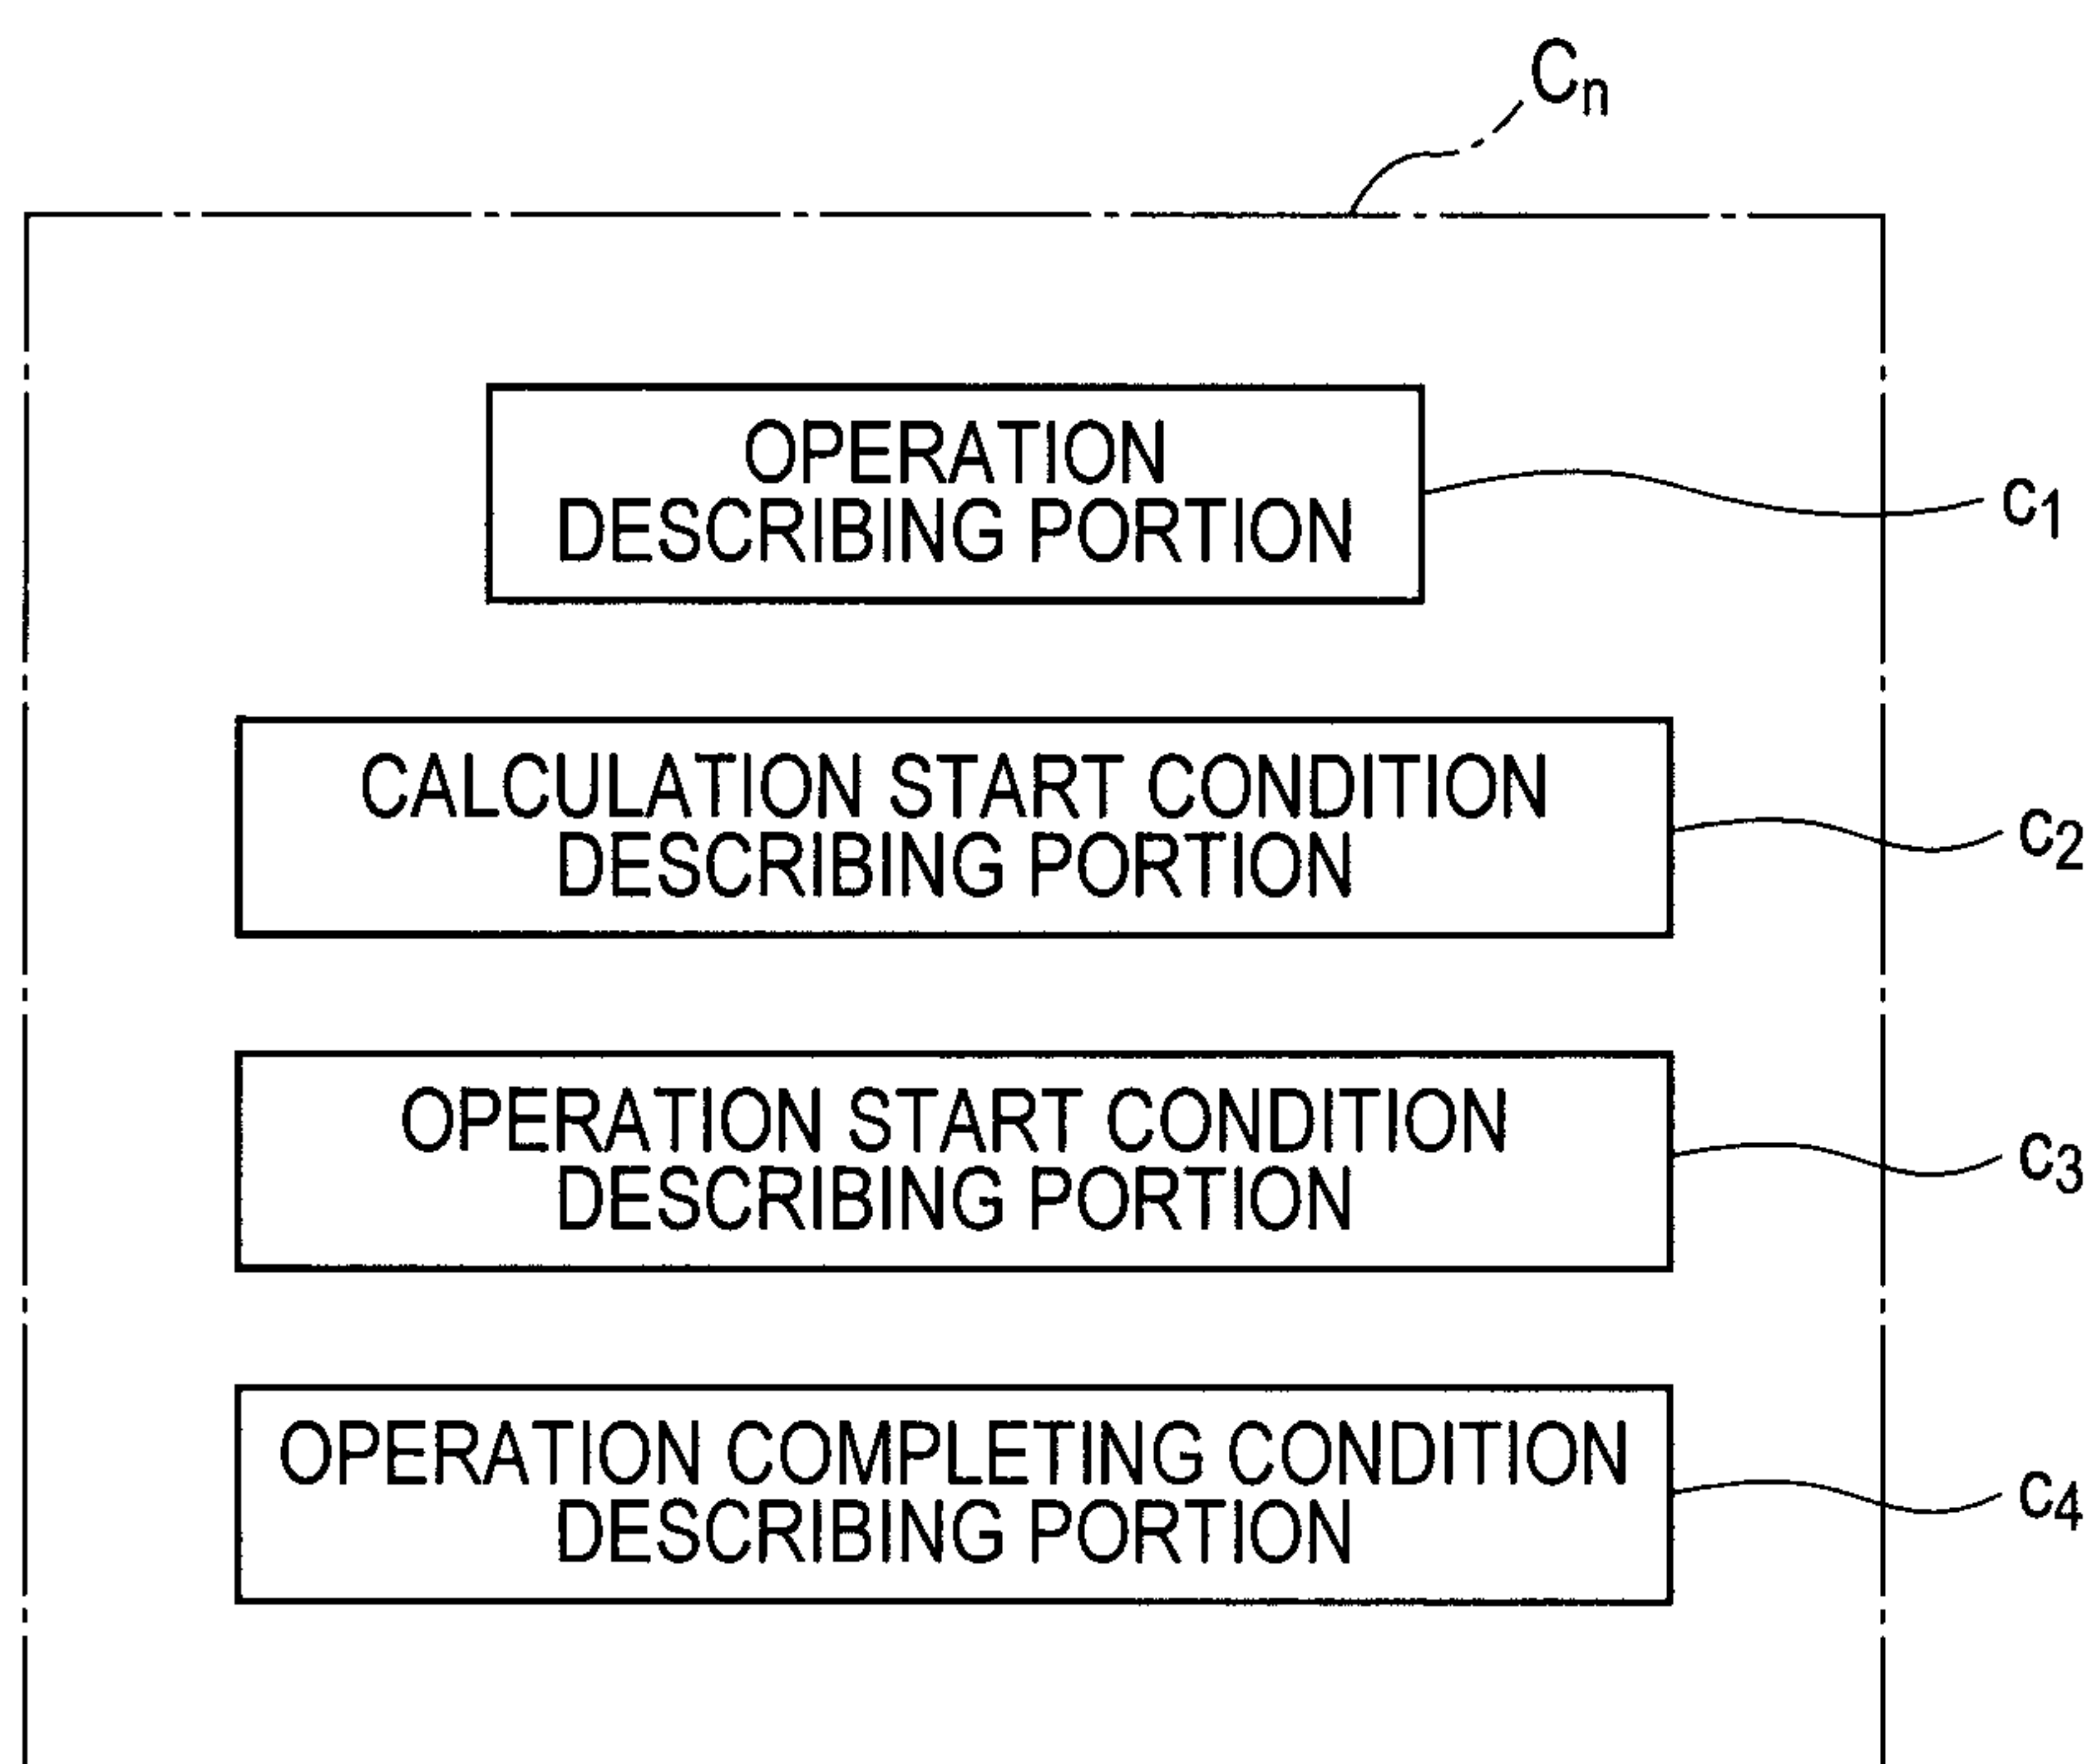 Cn
OPERATION
DESCRIBING PORTION
c1
CALCULATION START CONDITION
DESCRIBING PORTION
c2
OPERATION START CONDITION
DESCRIBING PORTION
c3
OPERATION COMPLETING CONDITION
DESCRIBING PORTION
c4